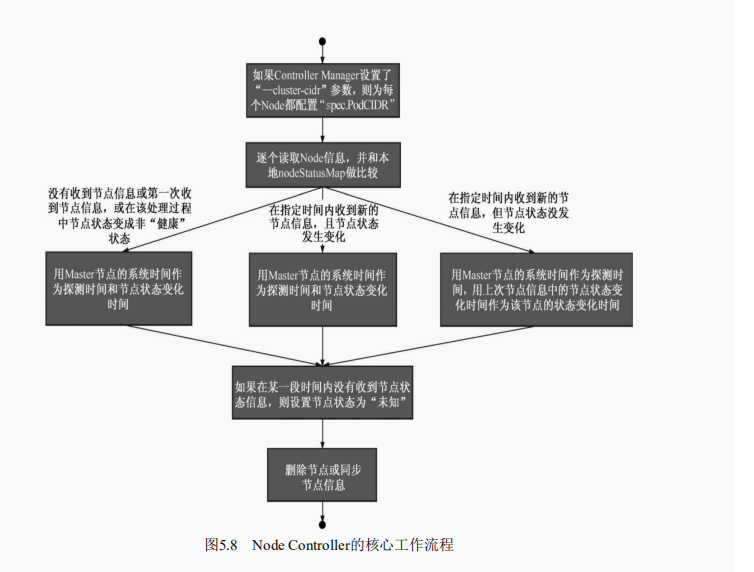 如果Controller Manager设置了
“--cluster-cidr”参数，则为每
个Node都配置“spec.PodCIDR”
逐个读取Node信息，并和本
地nodeStatusMap做比较
没有收到节点信息或第一次收
到节点信息，或在该处理过程
中节点状态变成非“健康”
状态
在指定时间内收到新的
节点信息，且节点状态
发生变化
在指定时间内收到新的节
点信息，但节点状态没发
生变化
用Master节点的系统时间作
为探测时间和节点状态变化
时间
用Master节点的系统时间作
为探测时间和节点状态变化
时间
用Master节点的系统时间作为探测时
间，用上次节点信息中的节点状态变
化时间作为该节点的状态变化时间
如果在某一段时间内没有收到节点状
态信息，则设置节点状态为“未知”
删除节点或同步
节点信息
图5.8 Node Controller的核心工作流程